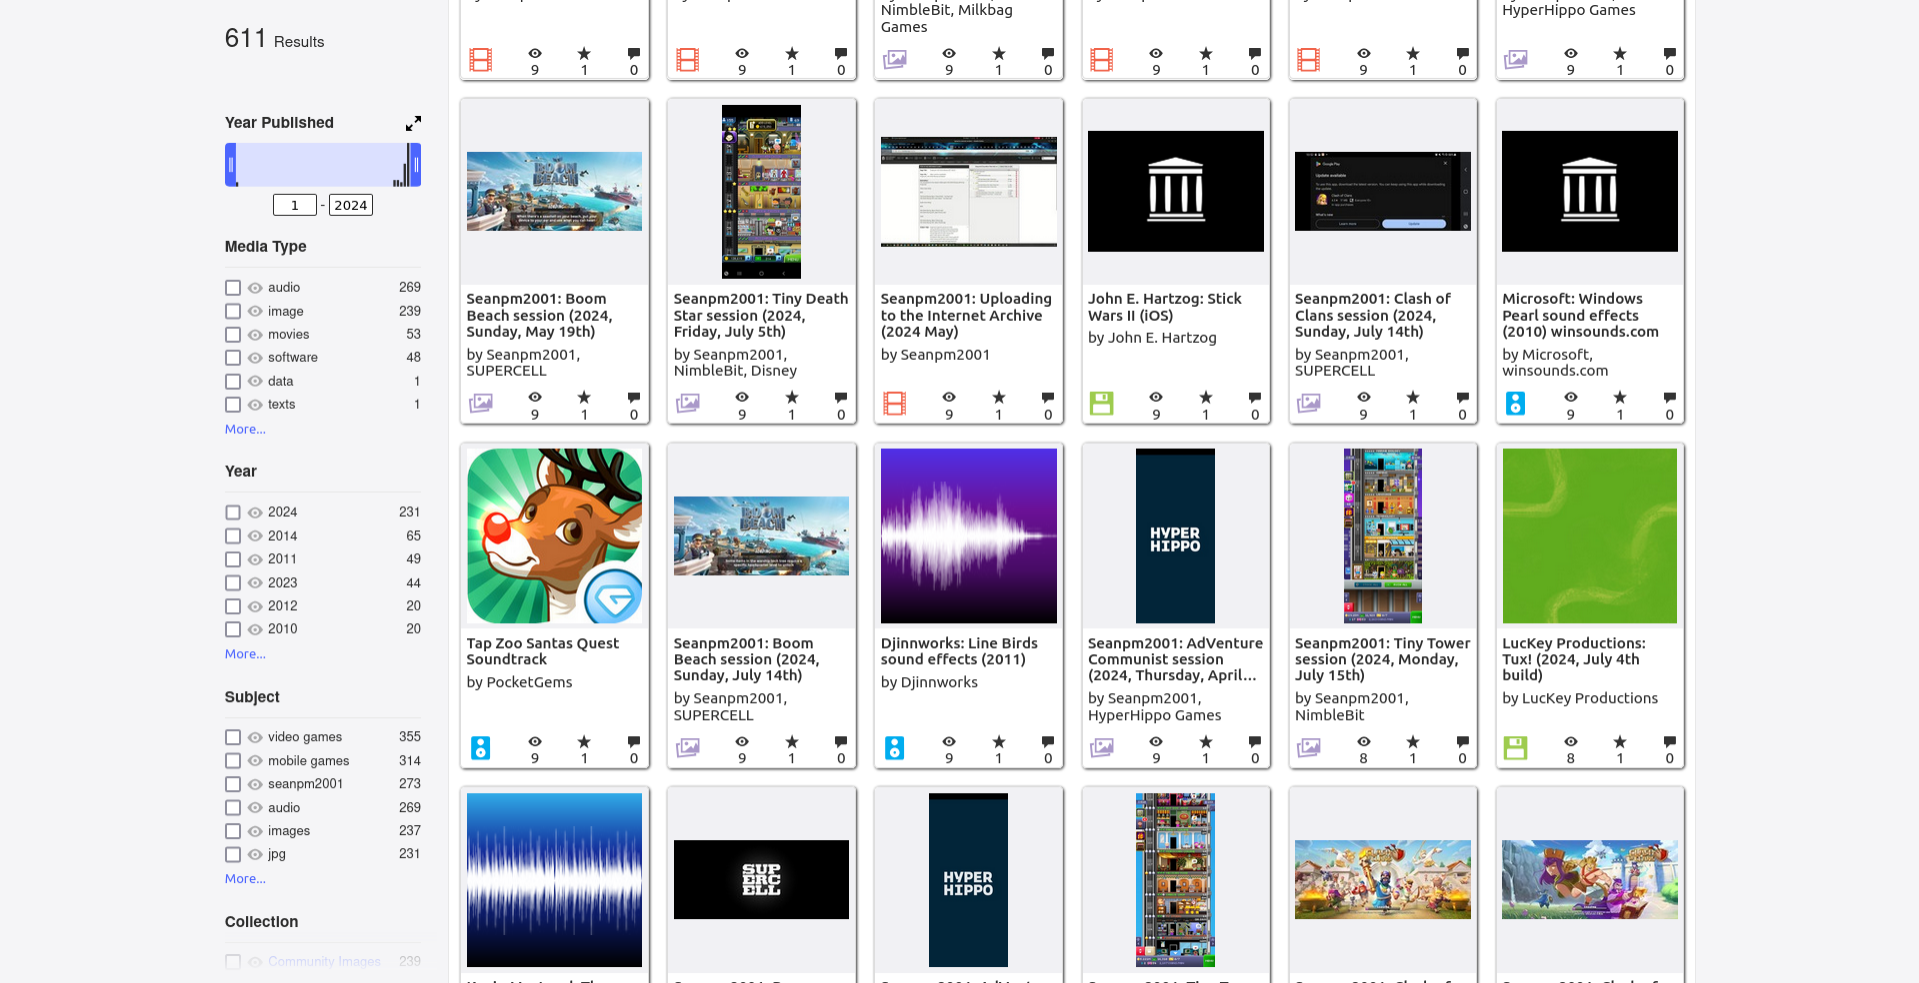 NimbleBit, Milkbag
Games
HyperHippo Games
611 Results
9 1 0
9 1 0
9 1 0
9 1 0
9 1 0
9 1 0
Year Published
1 - 2024
Media Type
audio 269
image 239
movies 53
software 48
data 1
texts 1
More...
Year
2024 231
2014 65
2011 49
2023 44
2012 20
2010 20
More...
Subject
video games 355
mobile games 314
seanpm2001 273
audio 269
images 237
jpg 231
More...
Collection
Community Images 239
BOOM
BEACH
Seanpm2001: Boom
Beach session (2024,
Sunday, May 19th)
by Seanpm2001,
SUPERCELL
9 1 0
Seanpm2001: Tiny Death
Star session (2024,
Friday, July 5th)
by Seanpm2001,
NimbleBit, Disney
9 1 0
Seanpm2001: Uploading
to the Internet Archive
(2024 May)
by Seanpm2001
9 1 0
John E. Hartzog: Stick
Wars II (iOS)
by John E. Hartzog
9 1 0
Google Play
Update available
Seanpm2001: Clash of
Clans session (2024,
Sunday, July 14th)
by Seanpm2001,
SUPERCELL
9 1 0
Microsoft: Windows
Pearl sound effects
(2010) winsounds.com
by Microsoft,
winsounds.com
9 1 0
Tap Zoo Santas Quest
Soundtrack
by PocketGems
9 1 0
BOOM
BEACH
Seanpm2001: Boom
Beach session (2024,
Sunday, July 14th)
by Seanpm2001,
SUPERCELL
9 1 0
Djinnworks: Line Birds
sound effects (2011)
by Djinnworks
9 1 0
HYPER
HIPPO
Seanpm2001: AdVenture
Communist session
(2024, Thursday, April...
by Seanpm2001,
HyperHippo Games
9 1 0
Seanpm2001: Tiny Tower
session (2024, Monday,
July 15th)
by Seanpm2001,
NimbleBit
8 1 0
LucKey Productions:
Tux! (2024, July 4th
build)
by LucKey Productions
8 1 0
SUP
ERC
ELL
HYPER
HIPPO